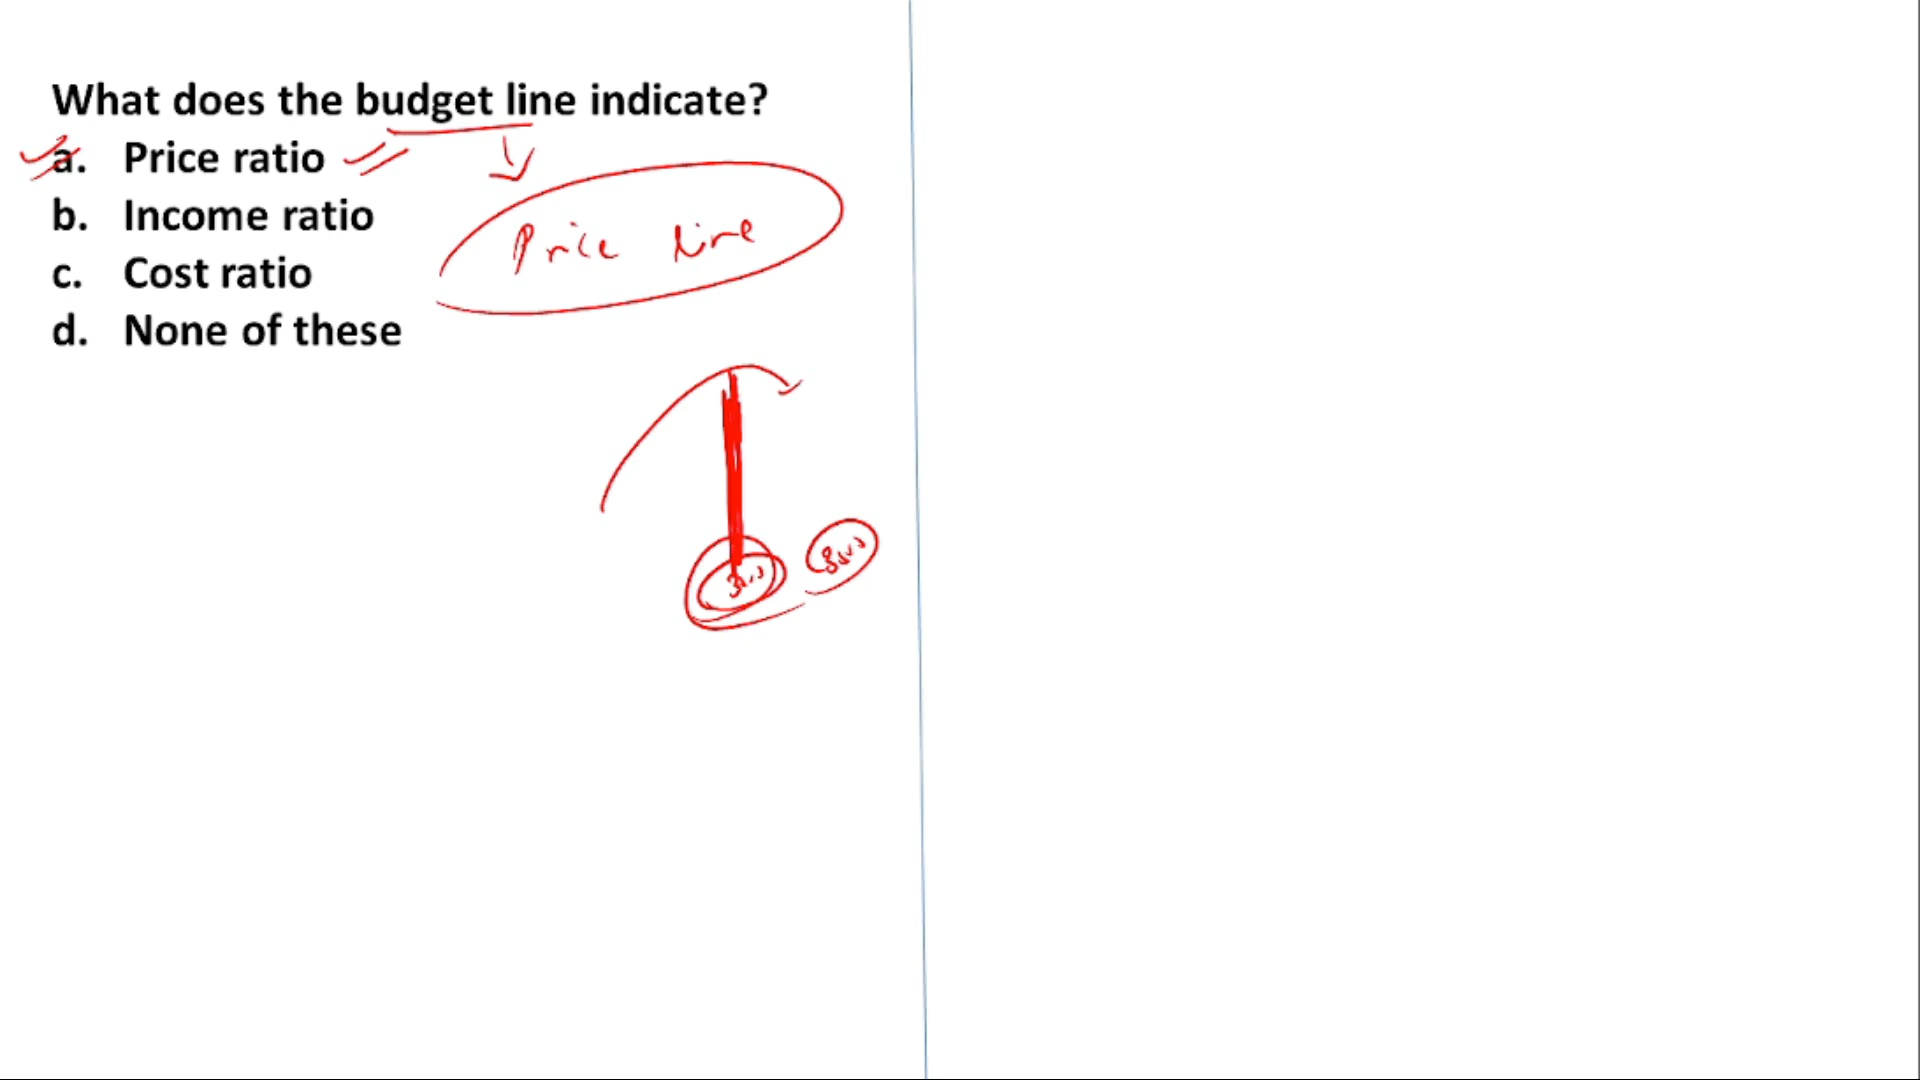 What does the budget line indicate?
a. Price ratio
b. Income ratio
c. Cost ratio
d. None of these
Price line